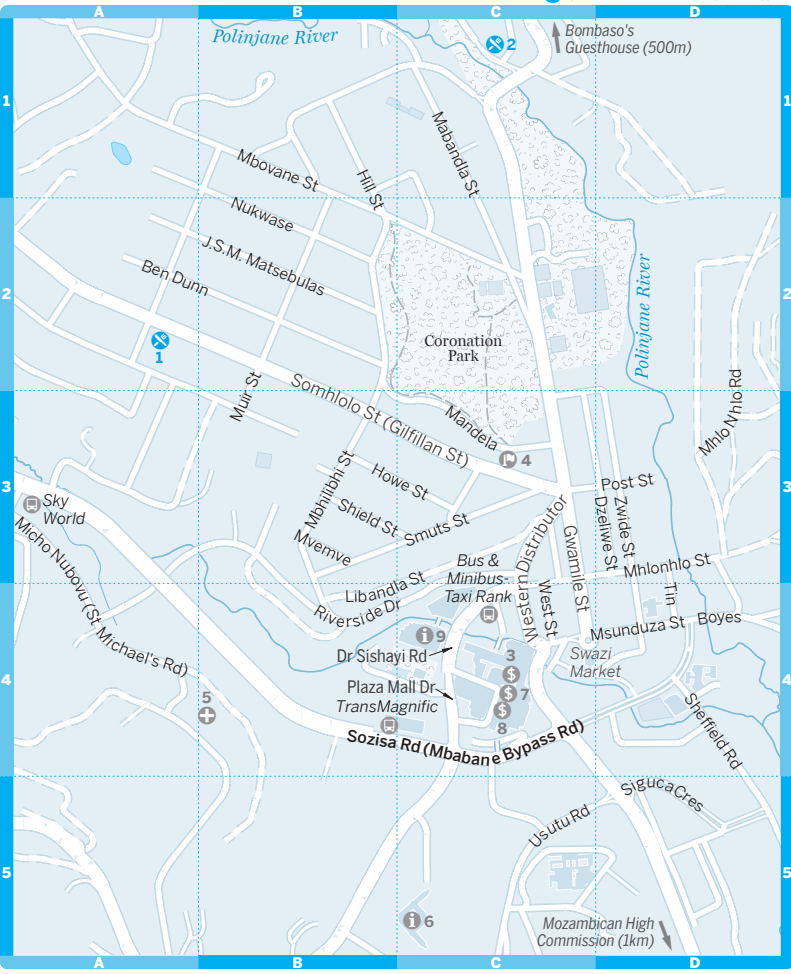 A
B
C
D
Polinjane River
2
Bombaso's
Guesthouse (500m)
1
1
Mabandla St
Mbovane St
Hill St
Nukwase
J.S.M. Matsebulas
Ben Dunn
2
2
Polinjane River
Coronation
Park
1
Muir St
Somhlolo St (Gilfillan St)
Mandela
4
Mhlo Nhlo Rd
3
3
Sky
World
Mbhilibhi St
Howe St
Shield St
Smuts St
Mvemve
Post St
Zwide St
Dzeliwe St
Gwamile St
Western Distributor
Micho Nubovu (St Michael's Rd)
Bus &
Minibus-
Taxi Rank
Mhlonhlo St
Libandla St
Riverside Dr
West St
Tin
Msunduza St
Boyes
9
Dr Sishayi Rd
3
Swazi
Market
4
4
Plaza Mall Dr
7
TransMagnific
8
5
Sheffield Rd
Sozisa Rd (Mbabane Bypass Rd)
Siguca Cres
Usutu Rd
5
5
6
Mozambican High
Commission (1km)
A
B
C
D